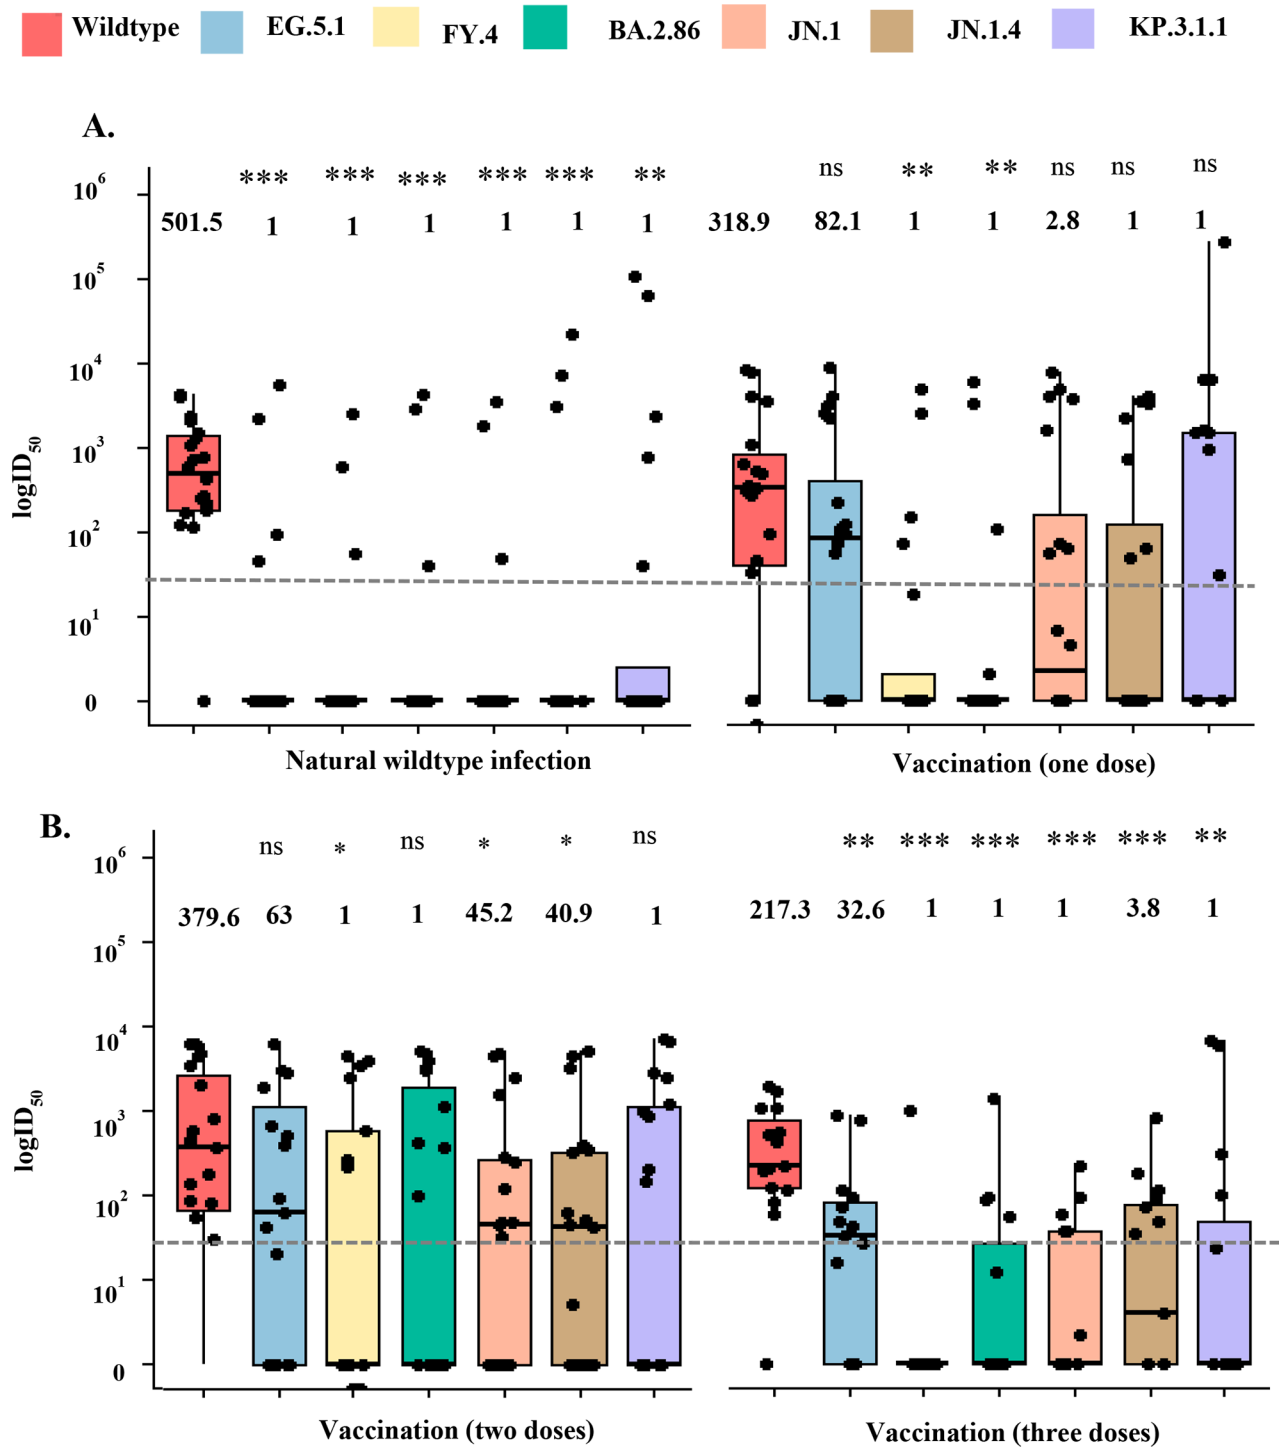 Wildtype EG.5.1 FY.4 BA.2.86 JN.1 JN.1.4 KP.3.1.1
A.
*** *** *** *** *** ** ns ** ** ns ns ns
10^6
501.5 1 1 1 1 1 1 318.9 82.1 1 1 2.8 1 1
10^5
10^4
10^3
10^2
10^1
0
logID50
Natural wildtype infection Vaccination (one dose)
B.
ns * ns * * ns ** *** *** *** *** **
10^6
379.6 63 1 1 45.2 40.9 1 217.3 32.6 1 1 1 3.8 1
10^5
10^4
10^3
10^2
10^1
0
logID50
Vaccination (two doses) Vaccination (three doses)